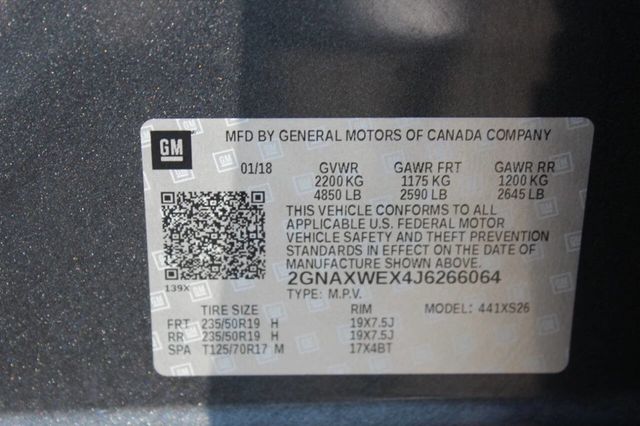 GM
MFD BY GENERAL MOTORS OF CANADA COMPANY
01/18 GVWR GAWR FRT GAWR RR
2200 KG 1175 KG 1200 KG
4850 LB 2590 LB 2645 LB
THIS VEHICLE CONFORMS TO ALL
APPLICABLE U.S. FEDERAL MOTOR
VEHICLE SAFETY AND THEFT PREVENTION
STANDARDS IN EFFECT ON THE DATE OF
MANUFACTURE SHOWN ABOVE.
139X 2GNAXWEX4J6266064
TYPE: M.P.V.
TIRE SIZE RIM MODEL: 441XS26
FRT 235/50R19 H 19X7.5J
RR 235/50R19 H 19X7.5J
SPA T125/70R17 M 17X4BT